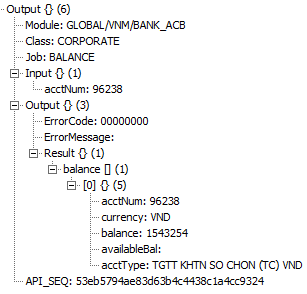 Output {} (6)
Module: GLOBAL/VNM/BANK_ACB
Class: CORPORATE
Job: BALANCE
Input {} (1)
acctNum: 96238
Output {} (3)
ErrorCode: 00000000
ErrorMessage:
Result {} (1)
balance [] (1)
[0] {} (5)
acctNum: 96238
currency: VND
balance: 1543254
availableBal:
acctType: TGTT KHTN SO CHON (TC) VND
API_SEQ: 53eb5794ae83d63b4c4438c1a4cc9324